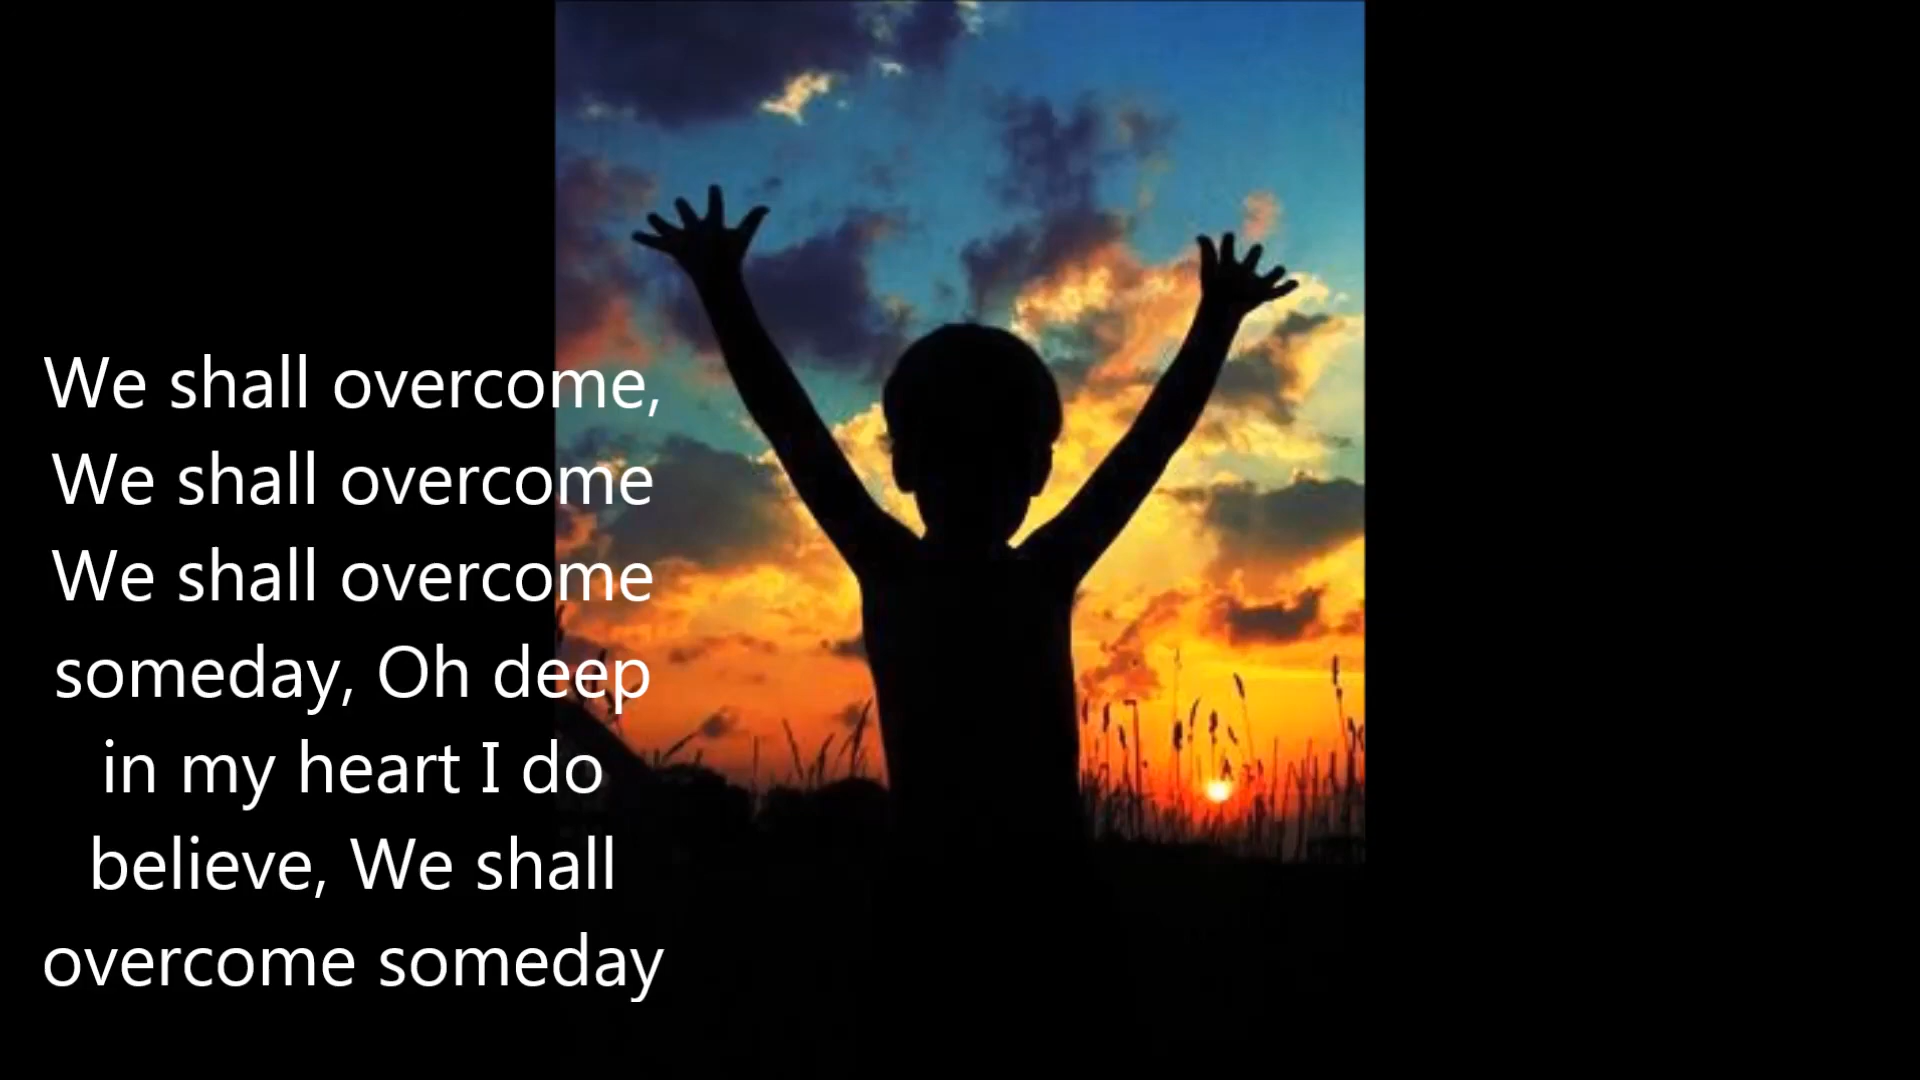 We shall overcome,
We shall overcome
We shall overcome
someday, Oh deep
in my heart I do
believe, We shall
overcome someday